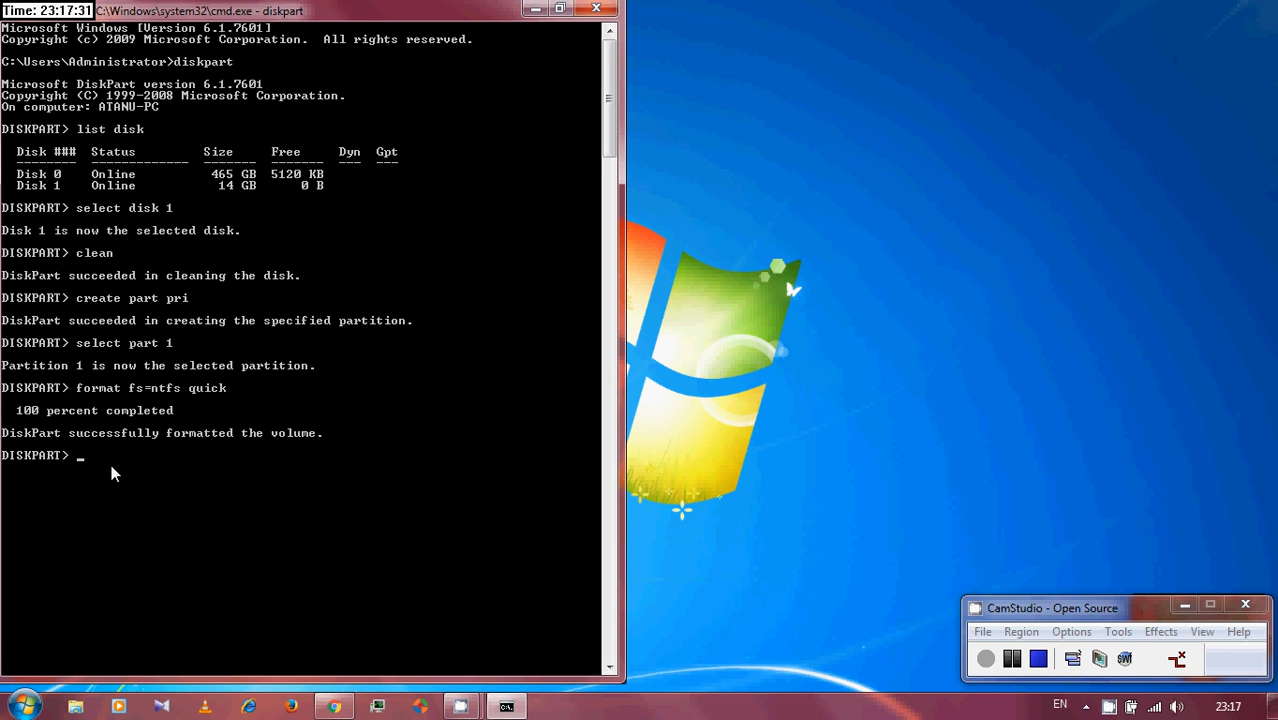 Time: 23:17:31
C:\Windows\system32\cmd.exe - diskpart
Microsoft Windows [Version 6.1.7601]
Copyright (c) 2009 Microsoft Corporation.  All rights reserved.
C:\Users\Administrator>diskpart
Microsoft DiskPart version 6.1.7601
Copyright (C) 1999-2008 Microsoft Corporation.
On computer: ATANU-PC
DISKPART> list disk
Disk ###  Status         Size     Free     Dyn  Gpt
--------  -------------  -------  -------  ---  ---
Disk 0    Online          465 GB  5120 KB
Disk 1    Online           14 GB      0 B
DISKPART> select disk 1
Disk 1 is now the selected disk.
DISKPART> clean
DiskPart succeeded in cleaning the disk.
DISKPART> create part pri
DiskPart succeeded in creating the specified partition.
DISKPART> select part 1
Partition 1 is now the selected partition.
DISKPART> format fs=ntfs quick
100 percent completed
DiskPart successfully formatted the volume.
DISKPART> _
CamStudio - Open Source
File Region Options Tools Effects View Help
SWF
EN
23:17